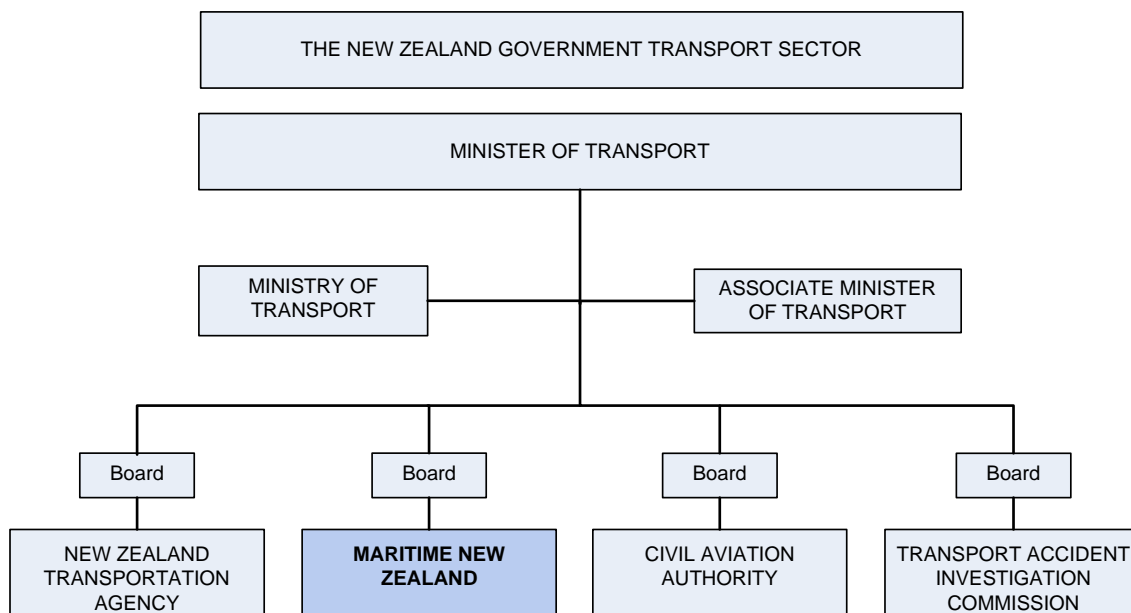 THE NEW ZEALAND GOVERNMENT TRANSPORT SECTOR
MINISTER OF TRANSPORT
MINISTRY OF
TRANSPORT
ASSOCIATE MINISTER
OF TRANSPORT
Board
Board
Board
Board
NEW ZEALAND
TRANSPORTATION
AGENCY
MARITIME NEW
ZEALAND
CIVIL AVIATION
AUTHORITY
TRANSPORT ACCIDENT
INVESTIGATION
COMMISSION